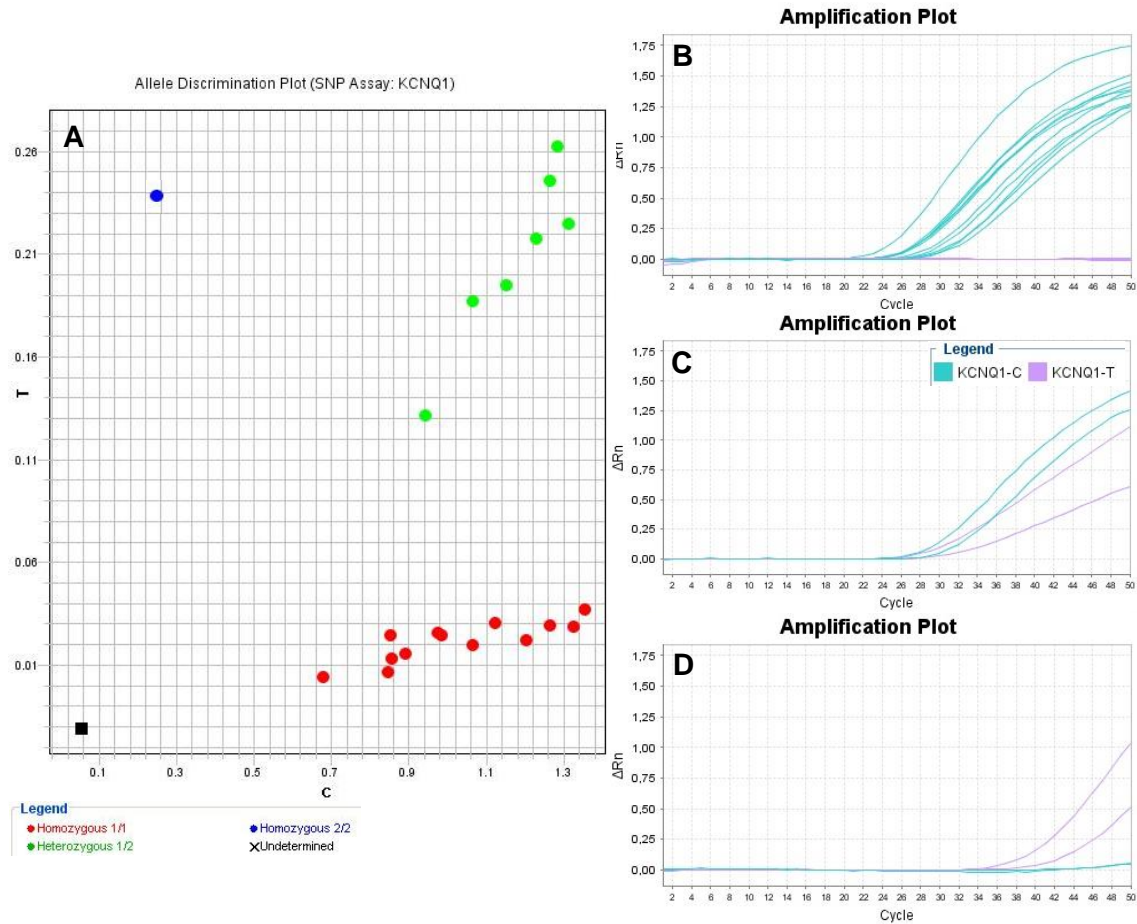 Allele Discrimination Plot (SNP Assay: KCNQ1)
A
0.26
0.21
0.16
0.11
0.06
0.01
T
0.1 0.3 0.5 0.7 0.9 1.1 1.3
C
Legend
Homozygous 1/1 Homozygous 2/2
Heterozygous 1/2 Undetermined
Amplification Plot
B
1,75
1,50
1,25
1,00
0,75
0,50
0,25
0,00
ΔRn
2 4 6 8 10 12 14 16 18 20 22 24 26 28 30 32 34 36 38 40 42 44 46 48 50
Cycle
Amplification Plot
C
Legend
KCNQ1-C KCNQ1-T
1,75
1,50
1,25
1,00
0,75
0,50
0,25
0,00
ΔRn
2 4 6 8 10 12 14 16 18 20 22 24 26 28 30 32 34 36 38 40 42 44 46 48 50
Cycle
Amplification Plot
D
1,75
1,50
1,25
1,00
0,75
0,50
0,25
0,00
ΔRn
2 4 6 8 10 12 14 16 18 20 22 24 26 28 30 32 34 36 38 40 42 44 46 48 50
Cycle